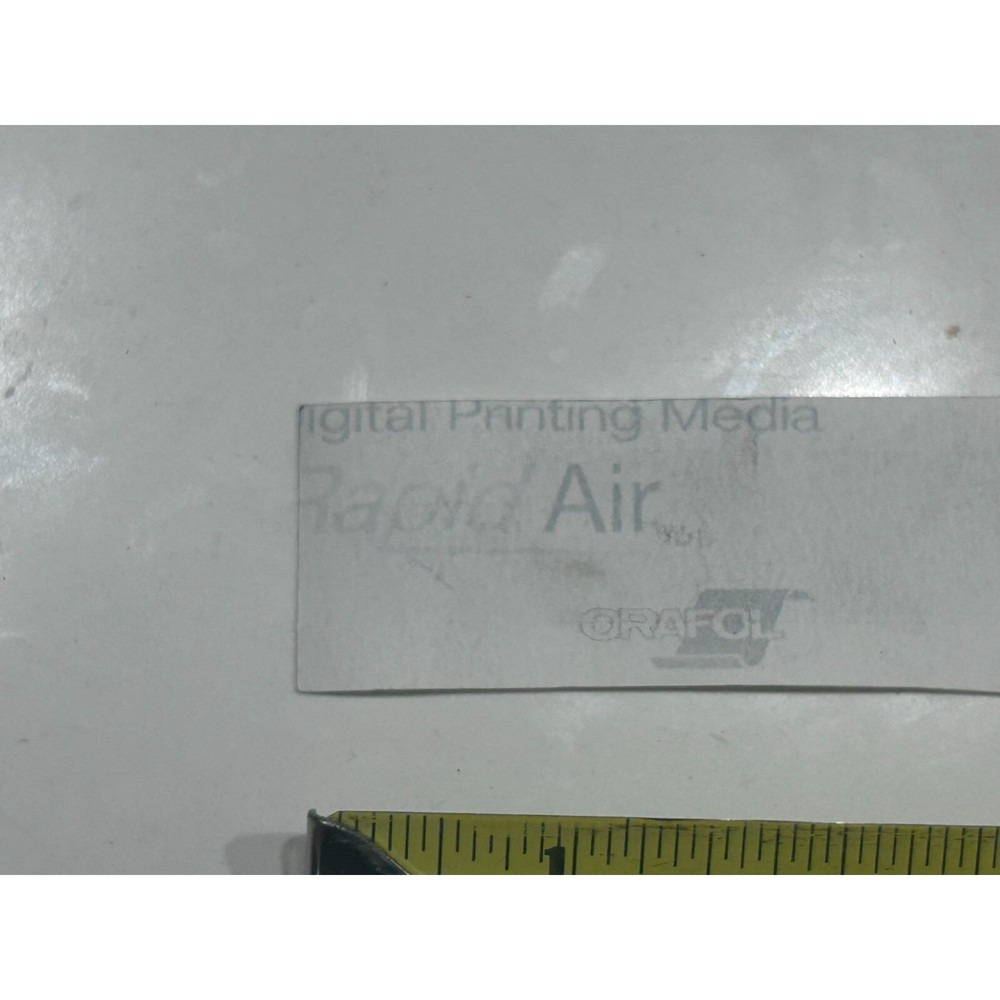 igital Printing Media
Rapid Air
ORAFOL
1